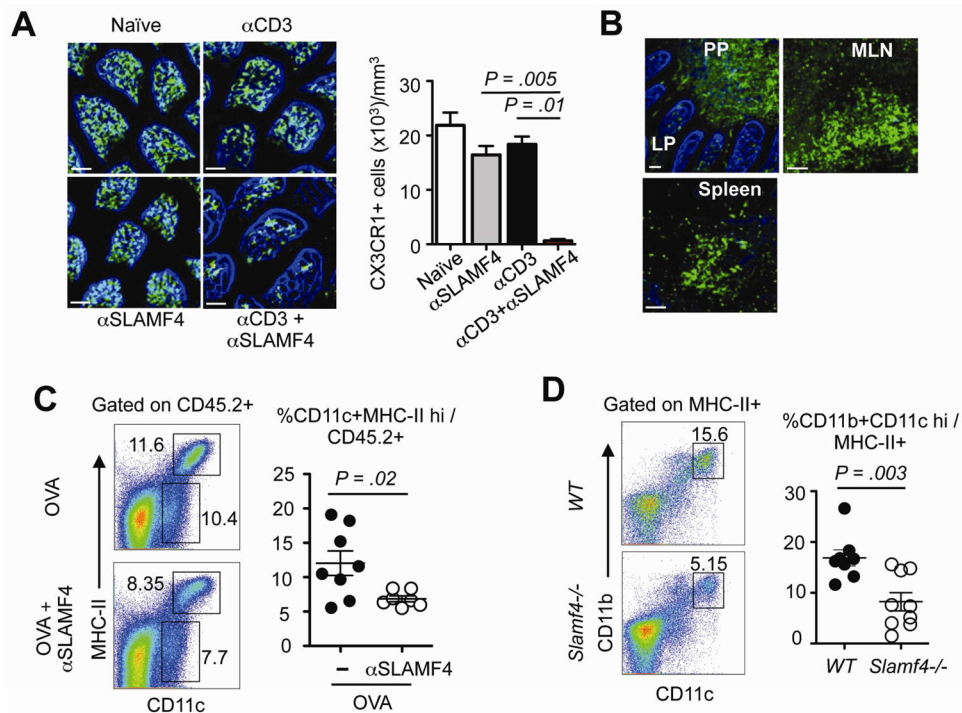 A
Naïve
αCD3
αSLAMF4
αCD3 +
αSLAMF4
CX3CR1+ cells (x10³)/mm³
30
20
10
0
P = .005
P = .01
Naïve
αSLAMF4
αCD3
αCD3+αSLAMF4
B
PP
MLN
LP
Spleen
C
Gated on CD45.2+
OVA
11.6
10.4
OVA +
αSLAMF4
8.35
7.7
MHC-II
CD11c
%CD11c+MHC-II hi /
CD45.2+
P = .02
25
20
15
10
5
0
–
αSLAMF4
OVA
D
Gated on MHC-II+
WT
15.6
Slamf4-/-
5.15
CD11b
CD11c
%CD11b+CD11c hi /
MHC-II+
P = .003
30
20
10
0
WT
Slamf4-/-